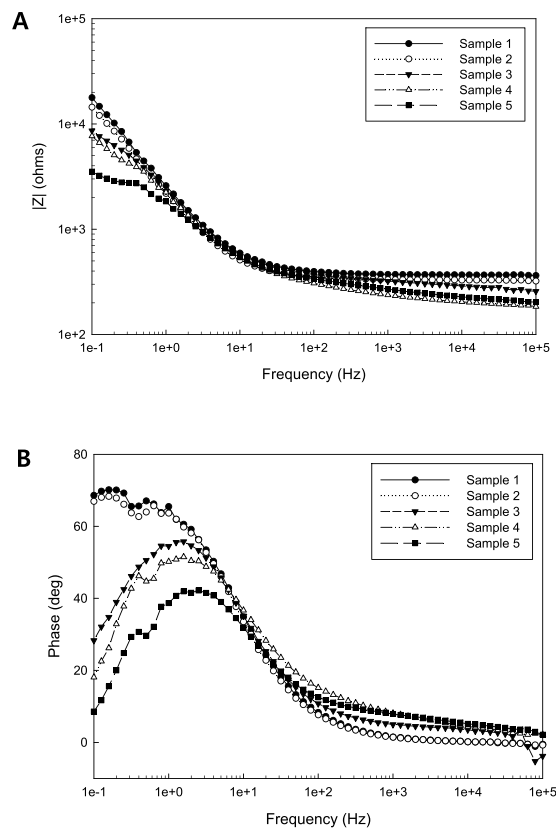 A
1e+5
1e+4
1e+3
1e+2
|Z| (ohms)
Sample 1
Sample 2
Sample 3
Sample 4
Sample 5
1e-1 1e+0 1e+1 1e+2 1e+3 1e+4 1e+5
Frequency (Hz)
B
80
60
40
20
0
Phase (deg)
Sample 1
Sample 2
Sample 3
Sample 4
Sample 5
1e-1 1e+0 1e+1 1e+2 1e+3 1e+4 1e+5
Frequency (Hz)